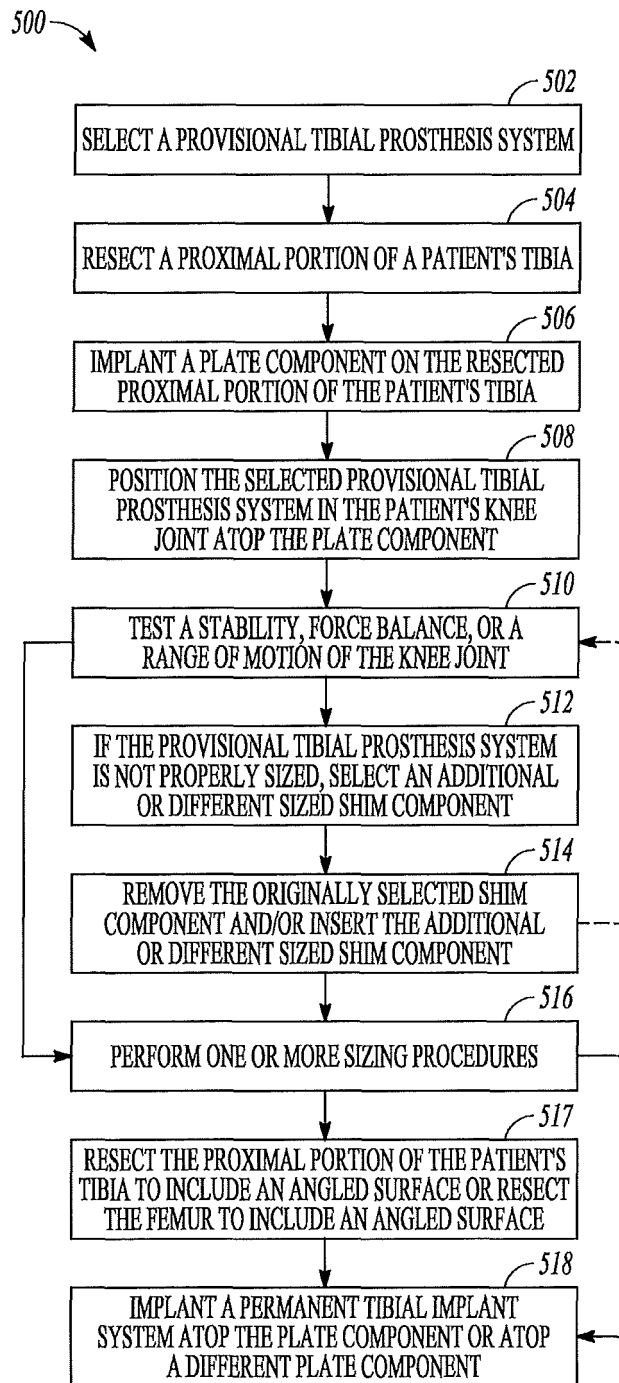 500
502
SELECT A PROVISIONAL TIBIAL PROSTHESIS SYSTEM
504
RESECT A PROXIMAL PORTION OF A PATIENT'S TIBIA
506
IMPLANT A PLATE COMPONENT ON THE RESECTED
PROXIMAL PORTION OF THE PATIENT'S TIBIA
508
POSITION THE SELECTED PROVISIONAL TIBIAL
PROSTHESIS SYSTEM IN THE PATIENT'S KNEE
JOINT ATOP THE PLATE COMPONENT
510
TEST A STABILITY, FORCE BALANCE, OR A
RANGE OF MOTION OF THE KNEE JOINT
512
IF THE PROVISIONAL TIBIAL PROSTHESIS SYSTEM
IS NOT PROPERLY SIZED, SELECT AN ADDITIONAL
OR DIFFERENT SIZED SHIM COMPONENT
514
REMOVE THE ORIGINALLY SELECTED SHIM
COMPONENT AND/OR INSERT THE ADDITIONAL
OR DIFFERENT SIZED SHIM COMPONENT
516
PERFORM ONE OR MORE SIZING PROCEDURES
517
RESECT THE PROXIMAL PORTION OF THE PATIENT'S
TIBIA TO INCLUDE AN ANGLED SURFACE OR RESECT
THE FEMUR TO INCLUDE AN ANGLED SURFACE
518
IMPLANT A PERMANENT TIBIAL IMPLANT
SYSTEM ATOP THE PLATE COMPONENT OR ATOP
A DIFFERENT PLATE COMPONENT